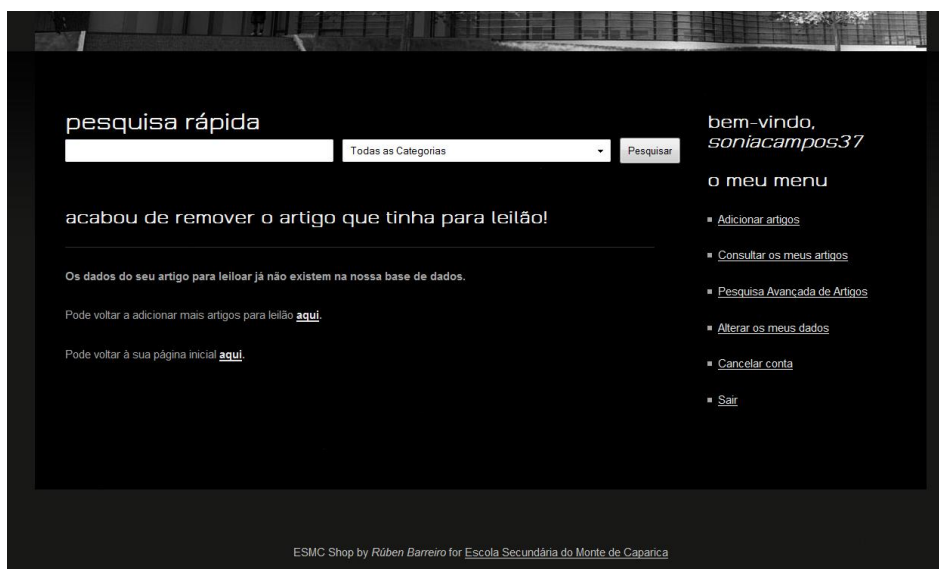 pesquisa rápida
Todas as Categorias
Pesquisar
acabou de remover o artigo que tinha para leilão!
Os dados do seu artigo para leiloar já não existem na nossa base de dados.
Pode voltar a adicionar mais artigos para leilão aqui.
Pode voltar à sua página inicial aqui.
bem-vindo,
soniacampos37
o meu menu
Adicionar artigos
Consultar os meus artigos
Pesquisa Avançada de Artigos
Alterar os meus dados
Cancelar conta
Sair
ESMC Shop by Rúben Barreiro for Escola Secundária do Monte de Caparica